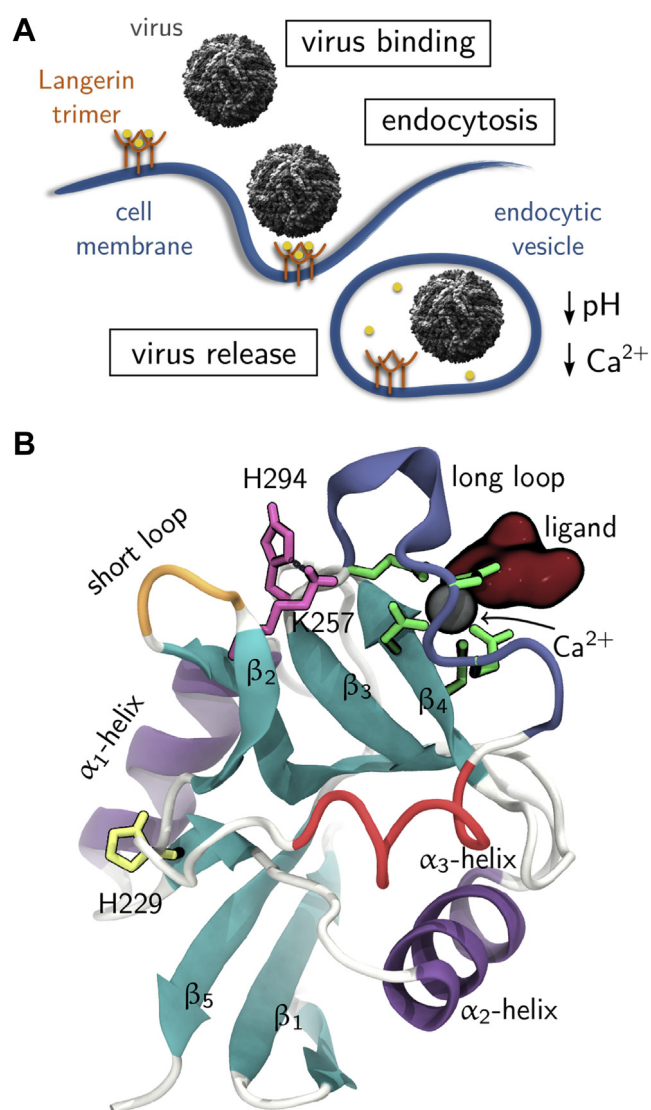 A
virus
virus binding
Langerin
trimer
endocytosis
cell
membrane
endocytic
vesicle
virus release
↓ pH
↓ Ca²⁺
B
H294
long loop
ligand
short loop
K257
Ca²⁺
β₂
β₃
β₄
α₁-helix
α₃-helix
H229
β₅
β₁
α₂-helix